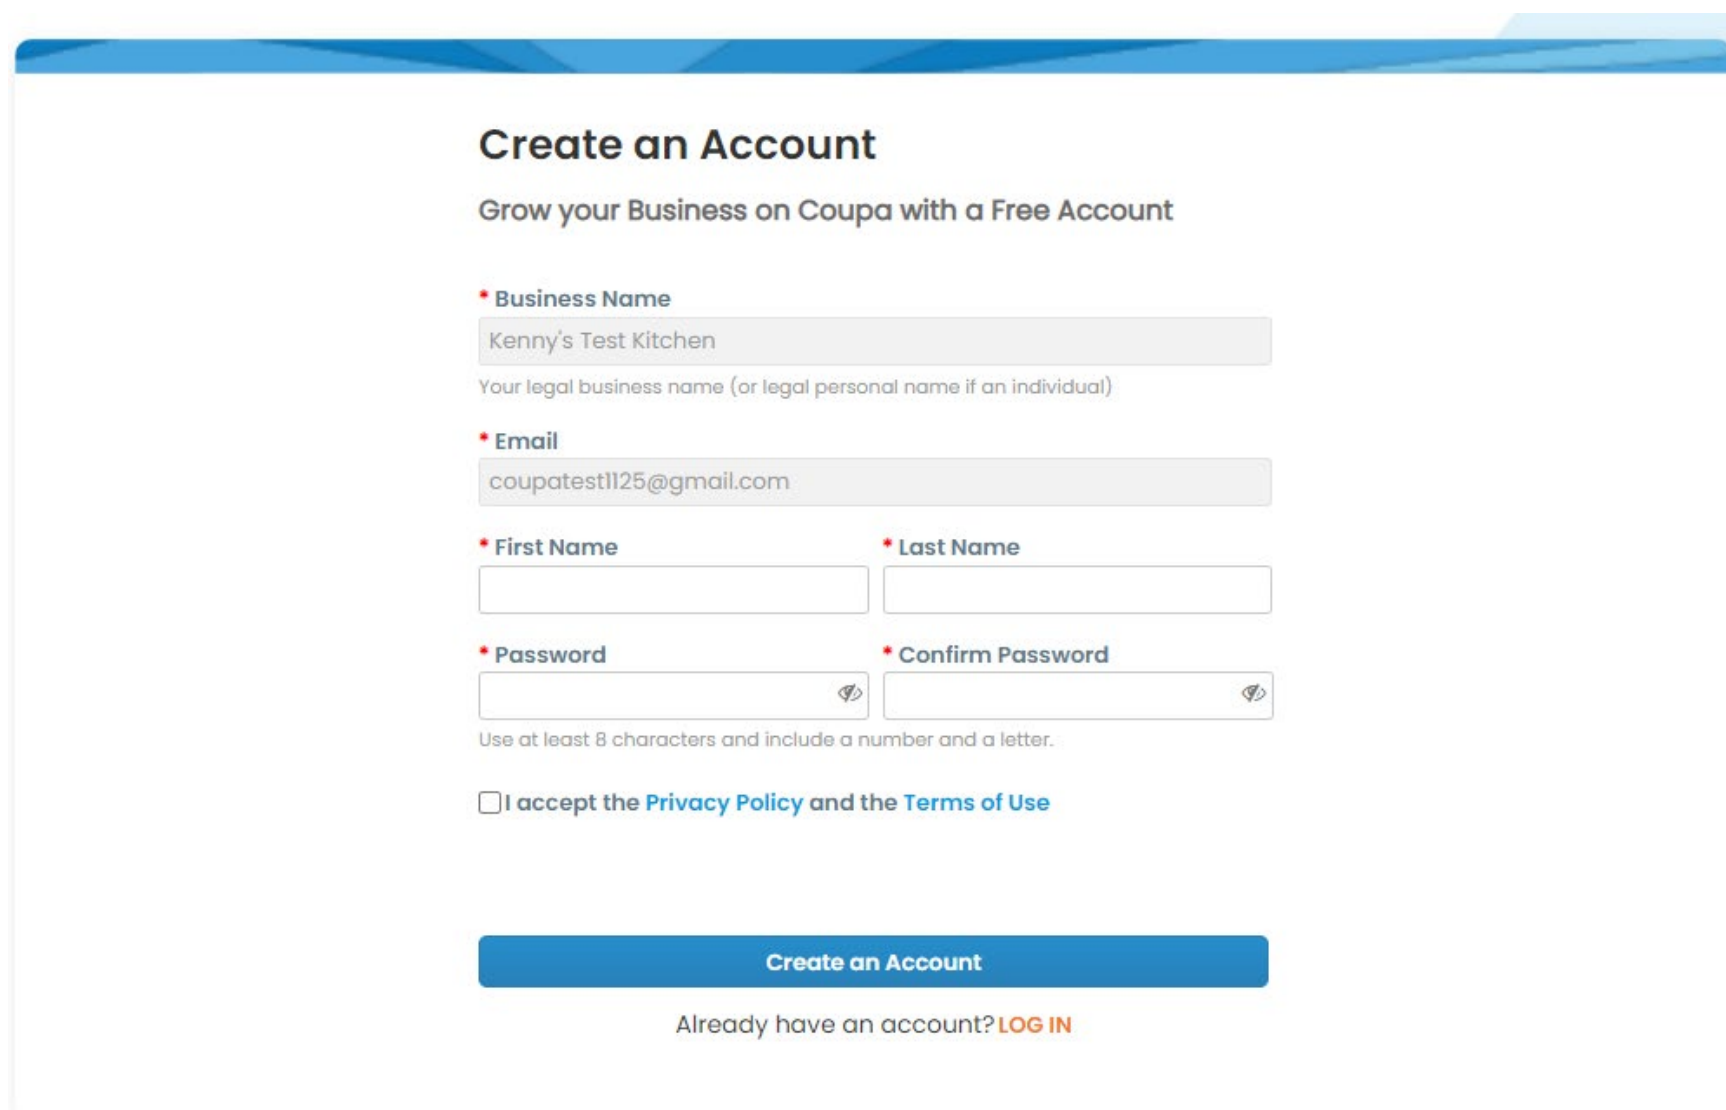 Create an Account
Grow your Business on Coupa with a Free Account
* Business Name
Kenny's Test Kitchen
Your legal business name (or legal personal name if an individual)
* Email
coupatest1125@gmail.com
* First Name * Last Name
* Password * Confirm Password
Use at least 8 characters and include a number and a letter.
I accept the Privacy Policy and the Terms of Use
Create an Account
Already have an account? LOG IN